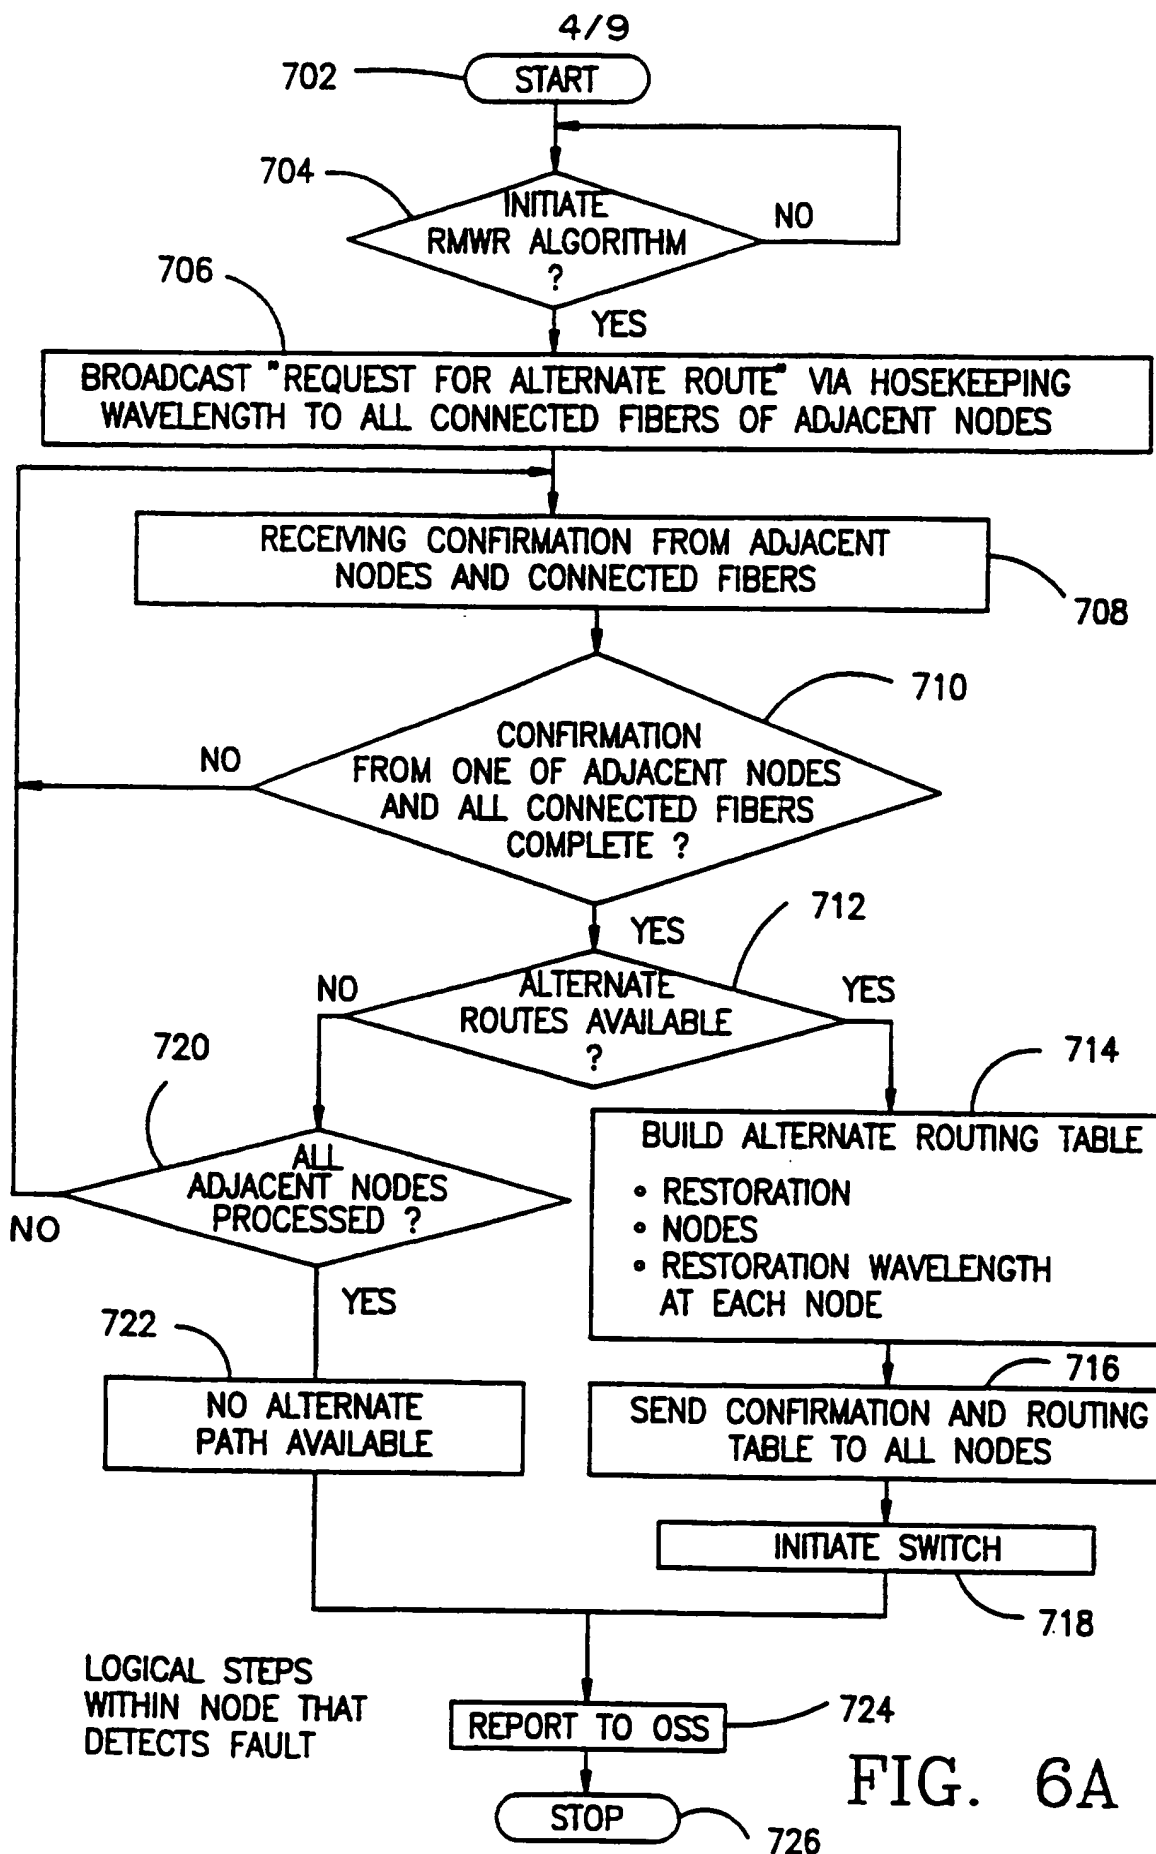 4/9
702
START
704
INITIATE
RMWR ALGORITHM
?
NO
YES
706
BROADCAST "REQUEST FOR ALTERNATE ROUTE" VIA HOSEKEEPING
WAVELENGTH TO ALL CONNECTED FIBERS OF ADJACENT NODES
RECEIVING CONFIRMATION FROM ADJACENT
NODES AND CONNECTED FIBERS
708
710
CONFIRMATION
FROM ONE OF ADJACENT NODES
AND ALL CONNECTED FIBERS
COMPLETE ?
NO
YES
712
ALTERNATE
ROUTES AVAILABLE
?
NO
YES
720
ALL
ADJACENT NODES
PROCESSED ?
NO
YES
714
BUILD ALTERNATE ROUTING TABLE
• RESTORATION
• NODES
• RESTORATION WAVELENGTH
AT EACH NODE
722
NO ALTERNATE
PATH AVAILABLE
716
SEND CONFIRMATION AND ROUTING
TABLE TO ALL NODES
INITIATE SWITCH
718
LOGICAL STEPS
WITHIN NODE THAT
DETECTS FAULT
REPORT TO OSS
724
STOP
726
FIG. 6A